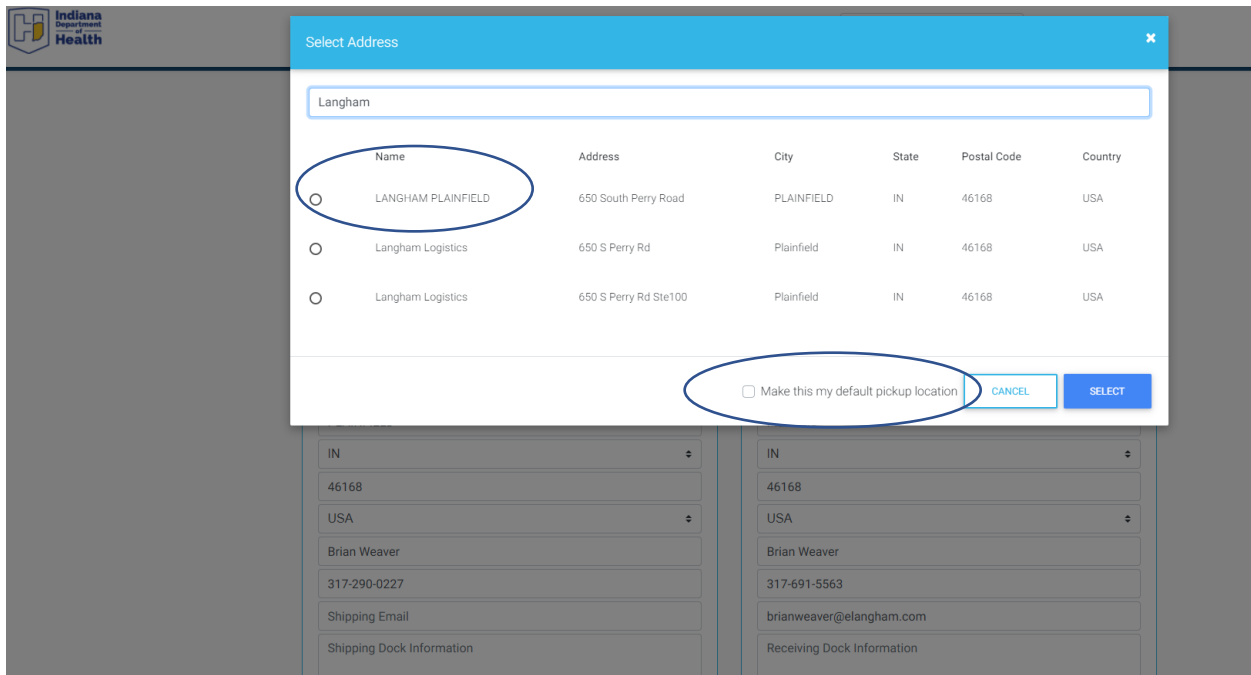 Indiana
Department
of
Health
Select Address ×
Langham
Name Address City State Postal Code Country
LANGHAM PLAINFIELD 650 South Perry Road PLAINFIELD IN 46168 USA
Langham Logistics 650 S Perry Rd Plainfield IN 46168 USA
Langham Logistics 650 S Perry Rd Ste100 Plainfield IN 46168 USA
Make this my default pickup location CANCEL SELECT
IN IN
46168 46168
USA USA
Brian Weaver Brian Weaver
317-290-0227 317-691-5563
Shipping Email brianweaver@elangham.com
Shipping Dock Information Receiving Dock Information